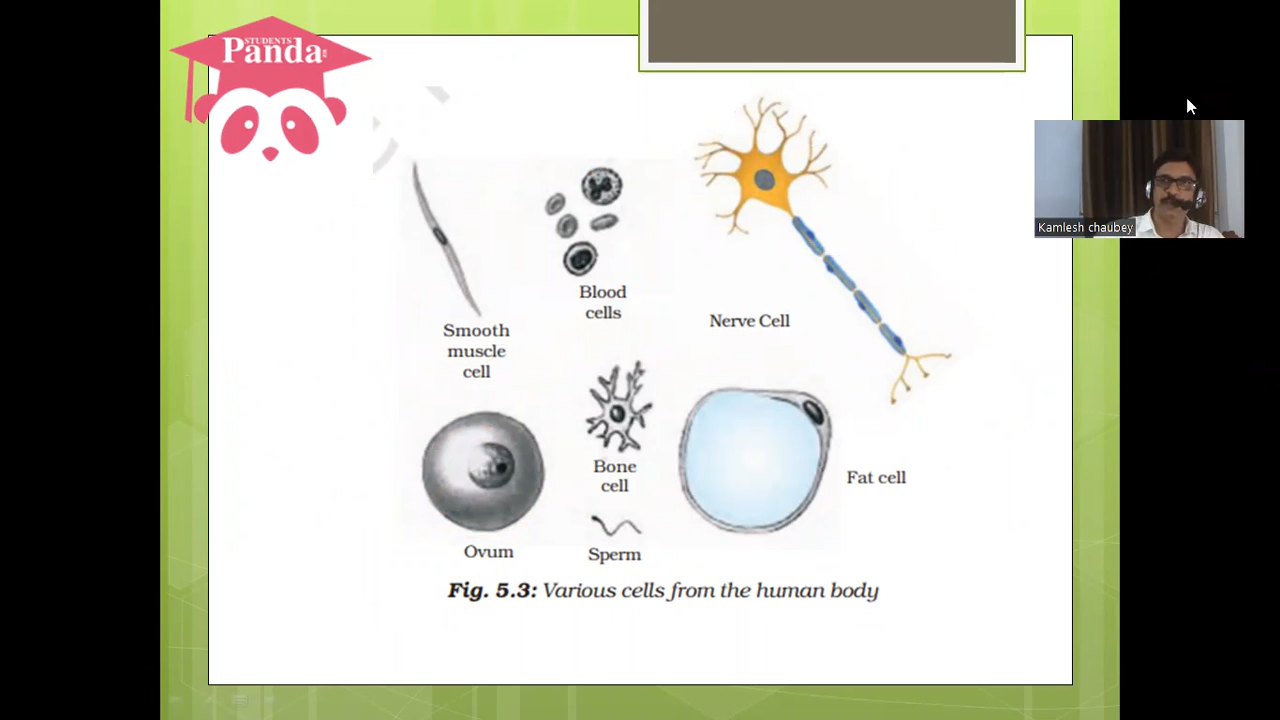 STUDENTS
Panda
Kamlesh chaubey
Blood
cells
Nerve Cell
Smooth
muscle
cell
Bone
cell
Fat cell
Ovum
Sperm
Fig. 5.3: Various cells from the human body